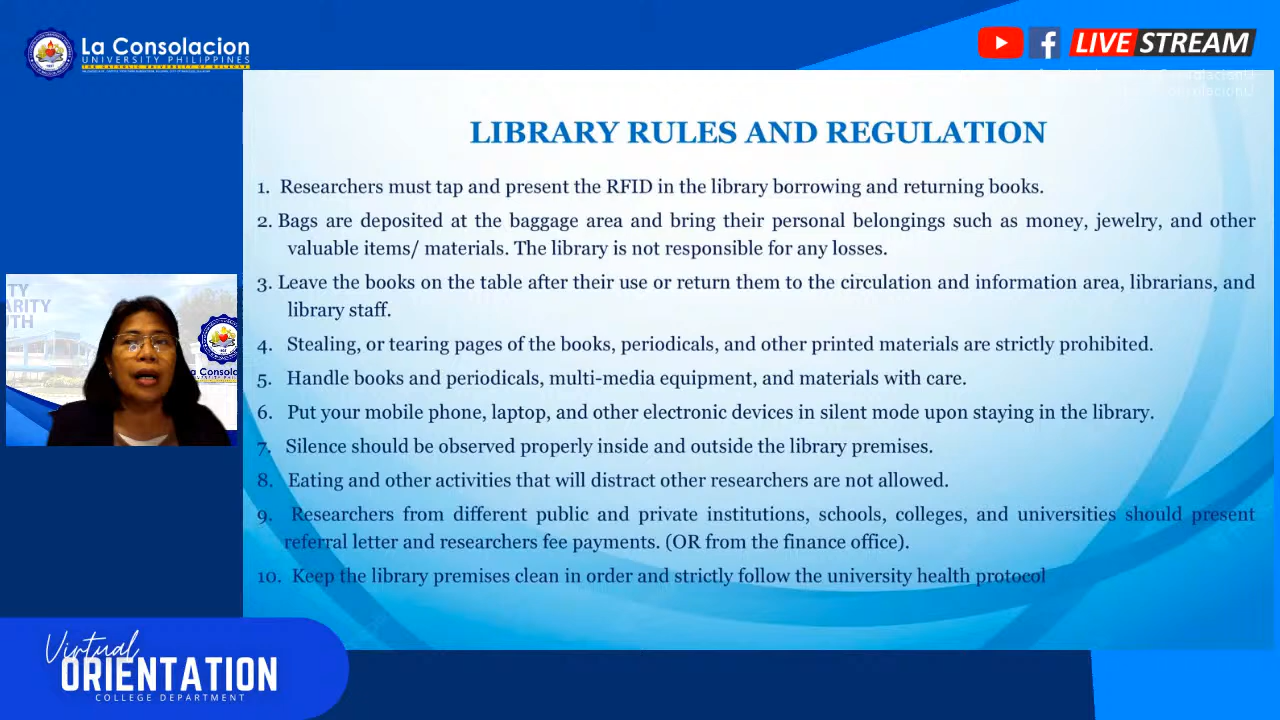 La Consolacion
UNIVERSITY PHILIPPINES
THE CATHOLIC UNIVERSITY OF BULACAN
LIVE STREAM
LIBRARY RULES AND REGULATION
1. Researchers must tap and present the RFID in the library borrowing and returning books.
2. Bags are deposited at the baggage area and bring their personal belongings such as money, jewelry, and other
valuable items/ materials. The library is not responsible for any losses.
3. Leave the books on the table after their use or return them to the circulation and information area, librarians, and
library staff.
4. Stealing, or tearing pages of the books, periodicals, and other printed materials are strictly prohibited.
5. Handle books and periodicals, multi-media equipment, and materials with care.
6. Put your mobile phone, laptop, and other electronic devices in silent mode upon staying in the library.
7. Silence should be observed properly inside and outside the library premises.
8. Eating and other activities that will distract other researchers are not allowed.
9. Researchers from different public and private institutions, schools, colleges, and universities should present
referral letter and researchers fee payments. (OR from the finance office).
10. Keep the library premises clean in order and strictly follow the university health protocol
Virtual
ORIENTATION
COLLEGE DEPARTMENT